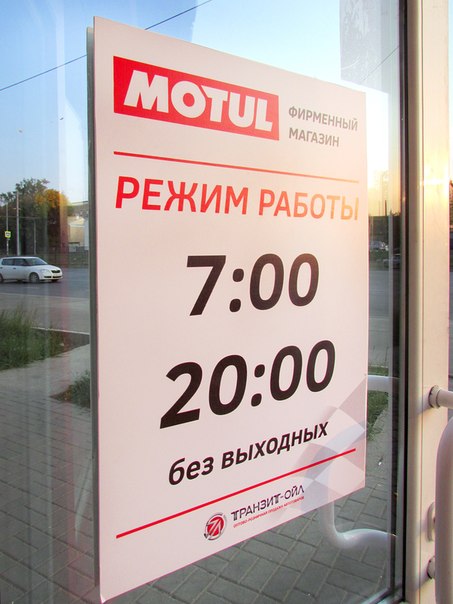 MOTUL
ФИРМЕННЫЙ
МАГАЗИН
РЕЖИМ РАБОТЫ
7:00
20:00
без выходных
ТРАНЗИТ-ОЙЛ